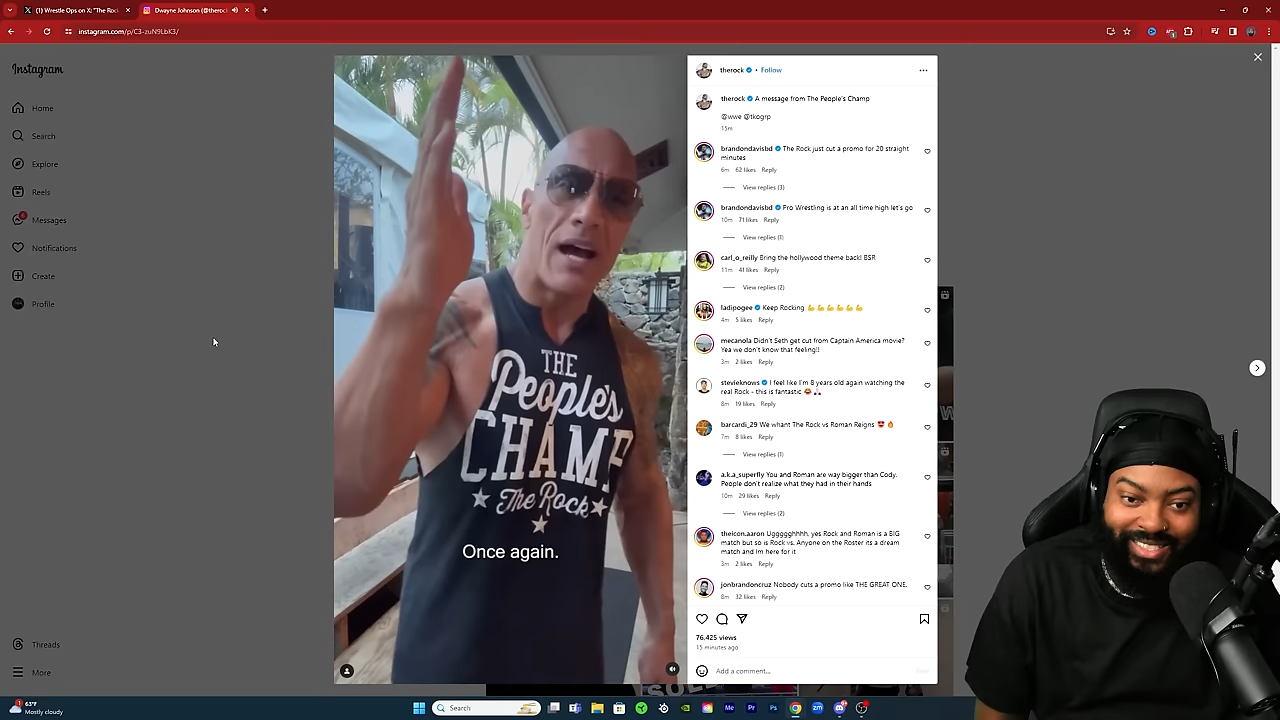 (1) Wrestle Ops on X: "The Rock
Dwayne Johnson (@therock
instagram.com/p/C3-zuN9LbK3/
Instagram
Home
Search
Explore
Reels
Messages
Notifications
Create
Profile
Threads
More
THE
People's
CHAMP
The Rock
Once again.
therock • Follow
therock A message from The People's Champ
@wwe @tkogrp
15m
brandondavisbd The Rock just cut a promo for 20 straight
minutes
6m 62 likes Reply
View replies (3)
brandondavisbd Pro Wrestling is at an all time high let's go
10m 71 likes Reply
View replies (1)
carl_o_reilly Bring the hollywood theme back! BSR
11m 41 likes Reply
View replies (2)
ladipogee Keep Rocking 💪💪💪💪💪💪
4m 5 likes Reply
mecanola Didn't Seth get cut from Captain America movie?
Yea we don't know that feeling!!
3m 2 likes Reply
stevieknows I feel like I'm 8 years old again watching the
real Rock - this is fantastic
8m 19 likes Reply
barcardi_29 We whant The Rock vs Roman Reigns 😍🔥
7m 8 likes Reply
View replies (1)
a.k.a_superfly You and Roman are way bigger than Cody.
People don't realize what they had in their hands
10m 29 likes Reply
View replies (2)
theicon.aaron Uggggghhhh, yes Rock and Roman is a BIG
match but so is Rock vs. Anyone on the Roster its a dream
match and Im here for it
3m 2 likes Reply
jonbrandoncruz Nobody cuts a promo like THE GREAT ONE.
8m 32 likes Reply
76,425 views
15 minutes ago
Add a comment...
Post
63°F
Mostly cloudy
Search